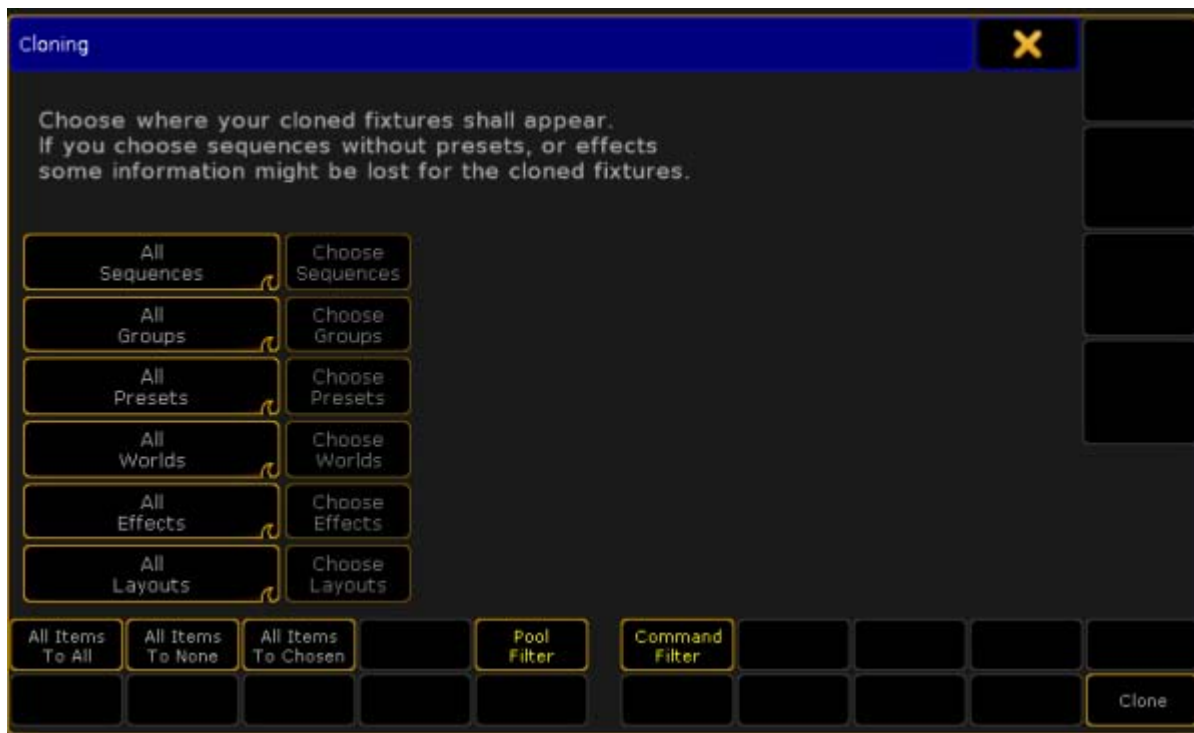 Cloning
Choose where your cloned fixtures shall appear.
If you choose sequences without presets, or effects
some information might be lost for the cloned fixtures.
All
Sequences
Choose
Sequences
All
Groups
Choose
Groups
All
Presets
Choose
Presets
All
Worlds
Choose
Worlds
All
Effects
Choose
Effects
All
Layouts
Choose
Layouts
All Items
To All
All Items
To None
All Items
To Chosen
Pool
Filter
Command
Filter
Clone